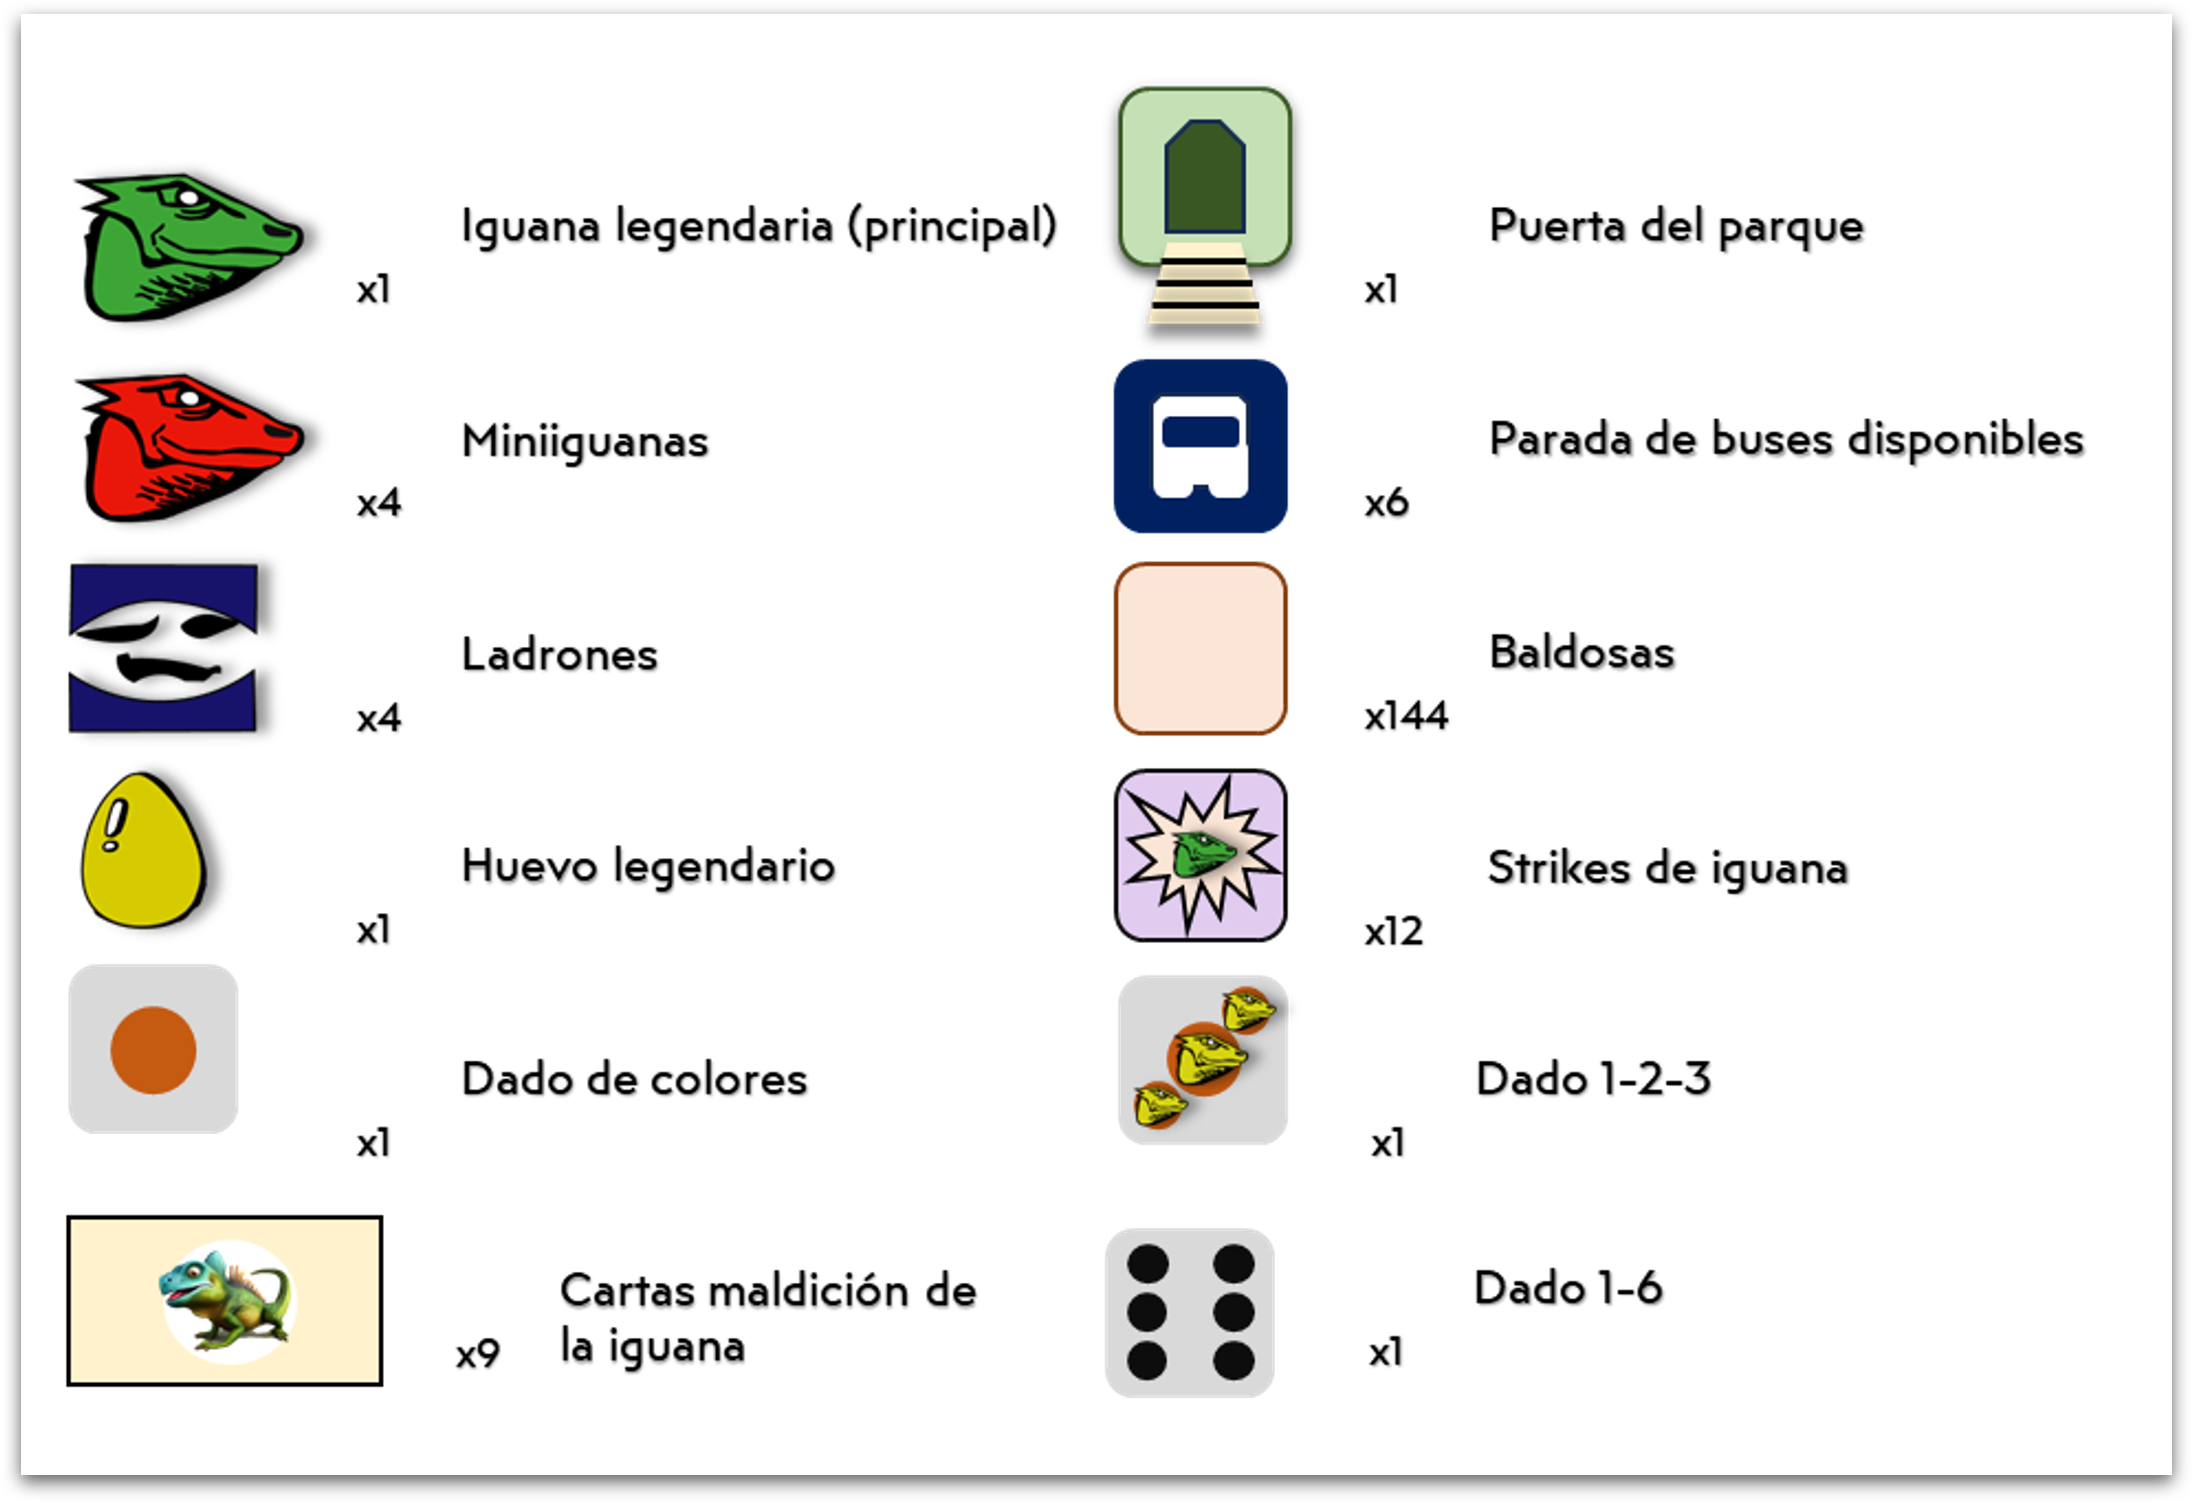 Iguana legendaria (principal)
x1
Miniiguanas
x4
Ladrones
x4
Huevo legendario
x1
Dado de colores
x1
Cartas maldición de
la iguana
x9
Puerta del parque
x1
Parada de buses disponibles
x6
Baldosas
x144
Strikes de iguana
x12
Dado 1-2-3
x1
Dado 1-6
x1